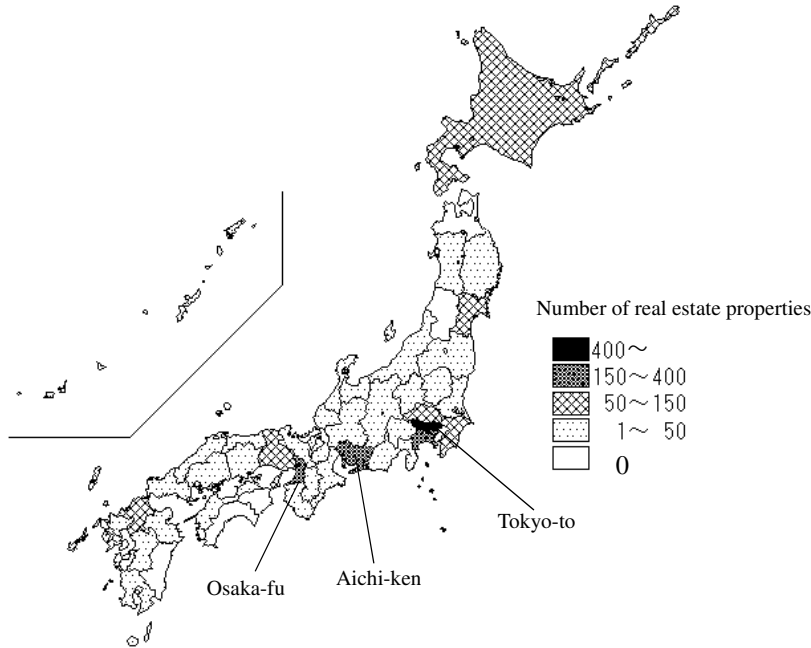 Number of real estate properties
400～
150～400
50～150
1～ 50
0
Tokyo-to
Aichi-ken
Osaka-fu